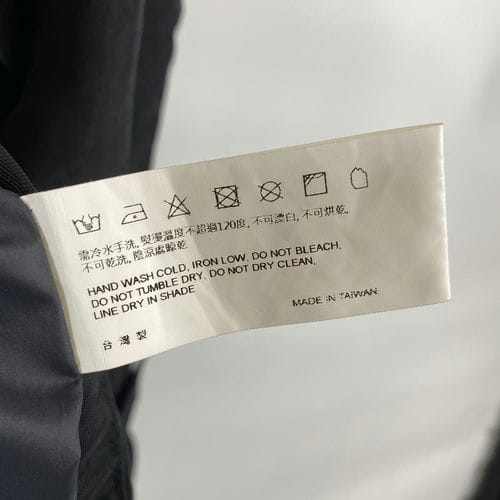 需冷水手洗, 熨燙溫度不超過120度, 不可漂白, 不可烘乾,
不可乾洗, 陰涼處晾乾
HAND WASH COLD, IRON LOW, DO NOT BLEACH,
DO NOT TUMBLE DRY, DO NOT DRY CLEAN,
LINE DRY IN SHADE
MADE IN TAIWAN
台灣製